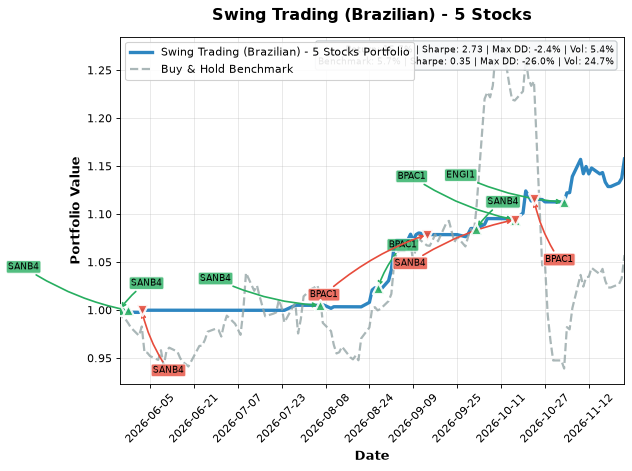 Swing Trading (Brazilian) - 5 Stocks
Swing Trading (Brazilian) - 5 Stocks Portfolio
Buy & Hold Benchmark
| Sharpe: 2.73 | Max DD: -2.4% | Vol: 5.4%
Benchmark: 5.7% | Sharpe: 0.35 | Max DD: -26.0% | Vol: 24.7%
Portfolio Value
1.25
1.20
1.15
1.10
1.05
1.00
0.95
BPAC1
ENGI1
SANB4
BPAC1
SANB4
BPAC1
SANB4
SANB4
SANB4
BPAC1
SANB4
2026-06-05
2026-06-21
2026-07-07
2026-07-23
2026-08-08
2026-08-24
2026-09-09
2026-09-25
2026-10-11
2026-10-27
2026-11-12
Date